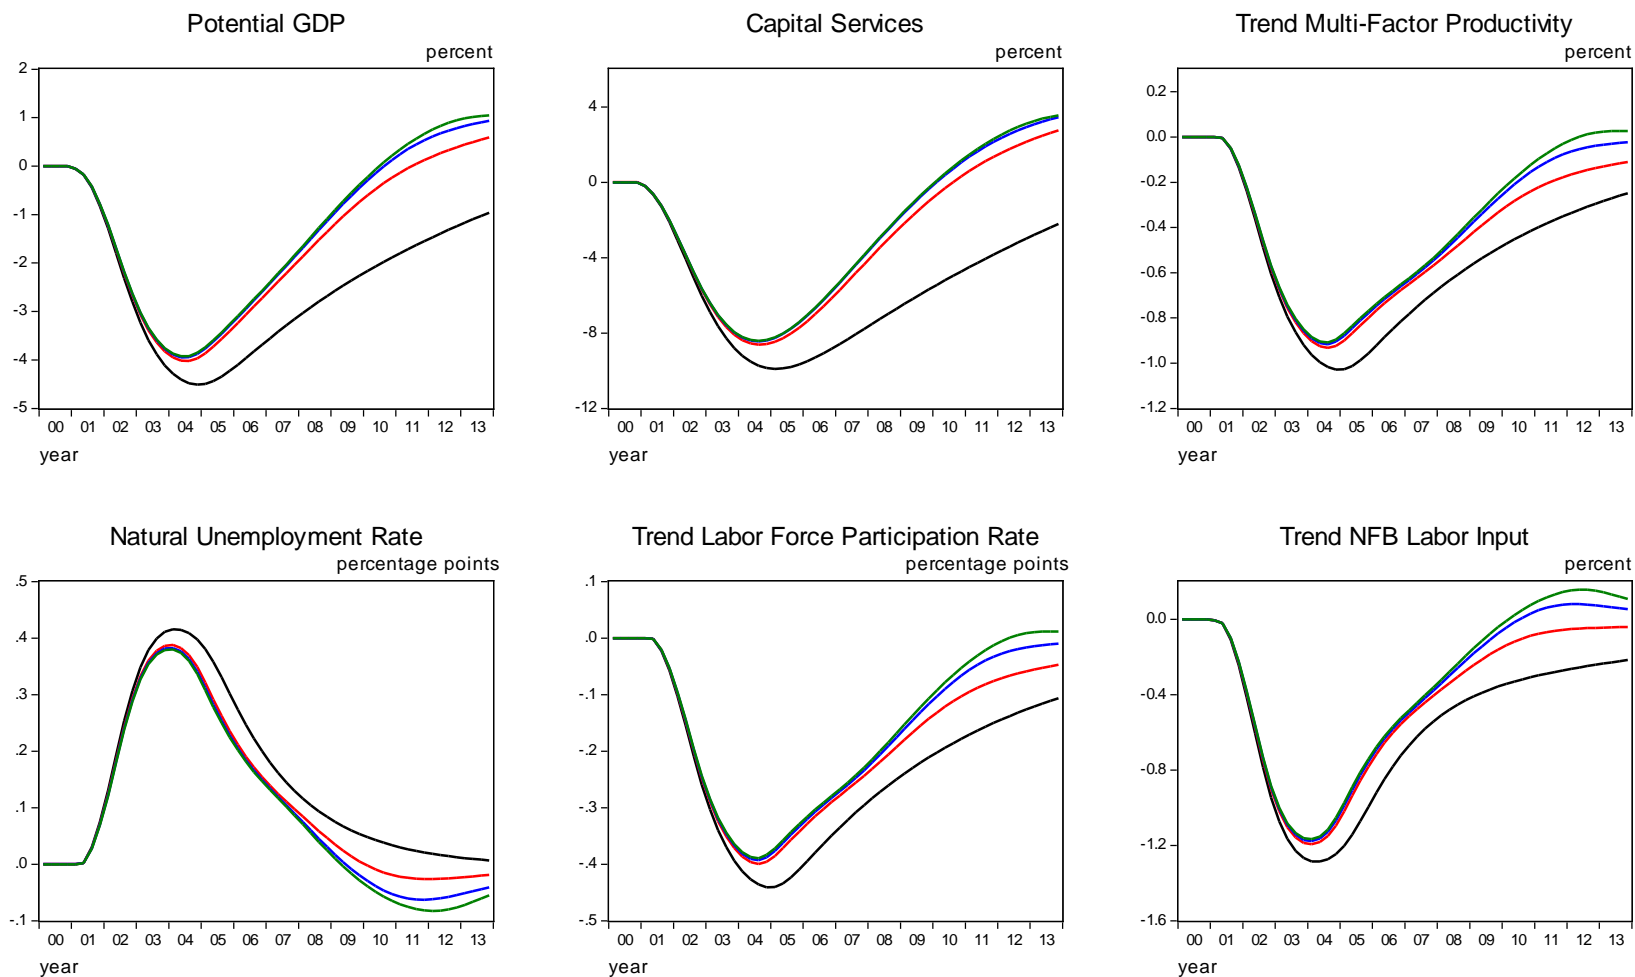 Potential GDP
percent
2
1
0
-1
-2
-3
-4
-5
00 01 02 03 04 05 06 07 08 09 10 11 12 13
year
Capital Services
percent
4
0
-4
-8
-12
00 01 02 03 04 05 06 07 08 09 10 11 12 13
year
Trend Multi-Factor Productivity
percent
0.2
0.0
-0.2
-0.4
-0.6
-0.8
-1.0
-1.2
00 01 02 03 04 05 06 07 08 09 10 11 12 13
year
Natural Unemployment Rate
percentage points
.5
.4
.3
.2
.1
.0
-.1
00 01 02 03 04 05 06 07 08 09 10 11 12 13
year
Trend Labor Force Participation Rate
percentage points
.1
.0
-.1
-.2
-.3
-.4
-.5
00 01 02 03 04 05 06 07 08 09 10 11 12 13
year
Trend NFB Labor Input
percent
0.0
-0.4
-0.8
-1.2
-1.6
00 01 02 03 04 05 06 07 08 09 10 11 12 13
year